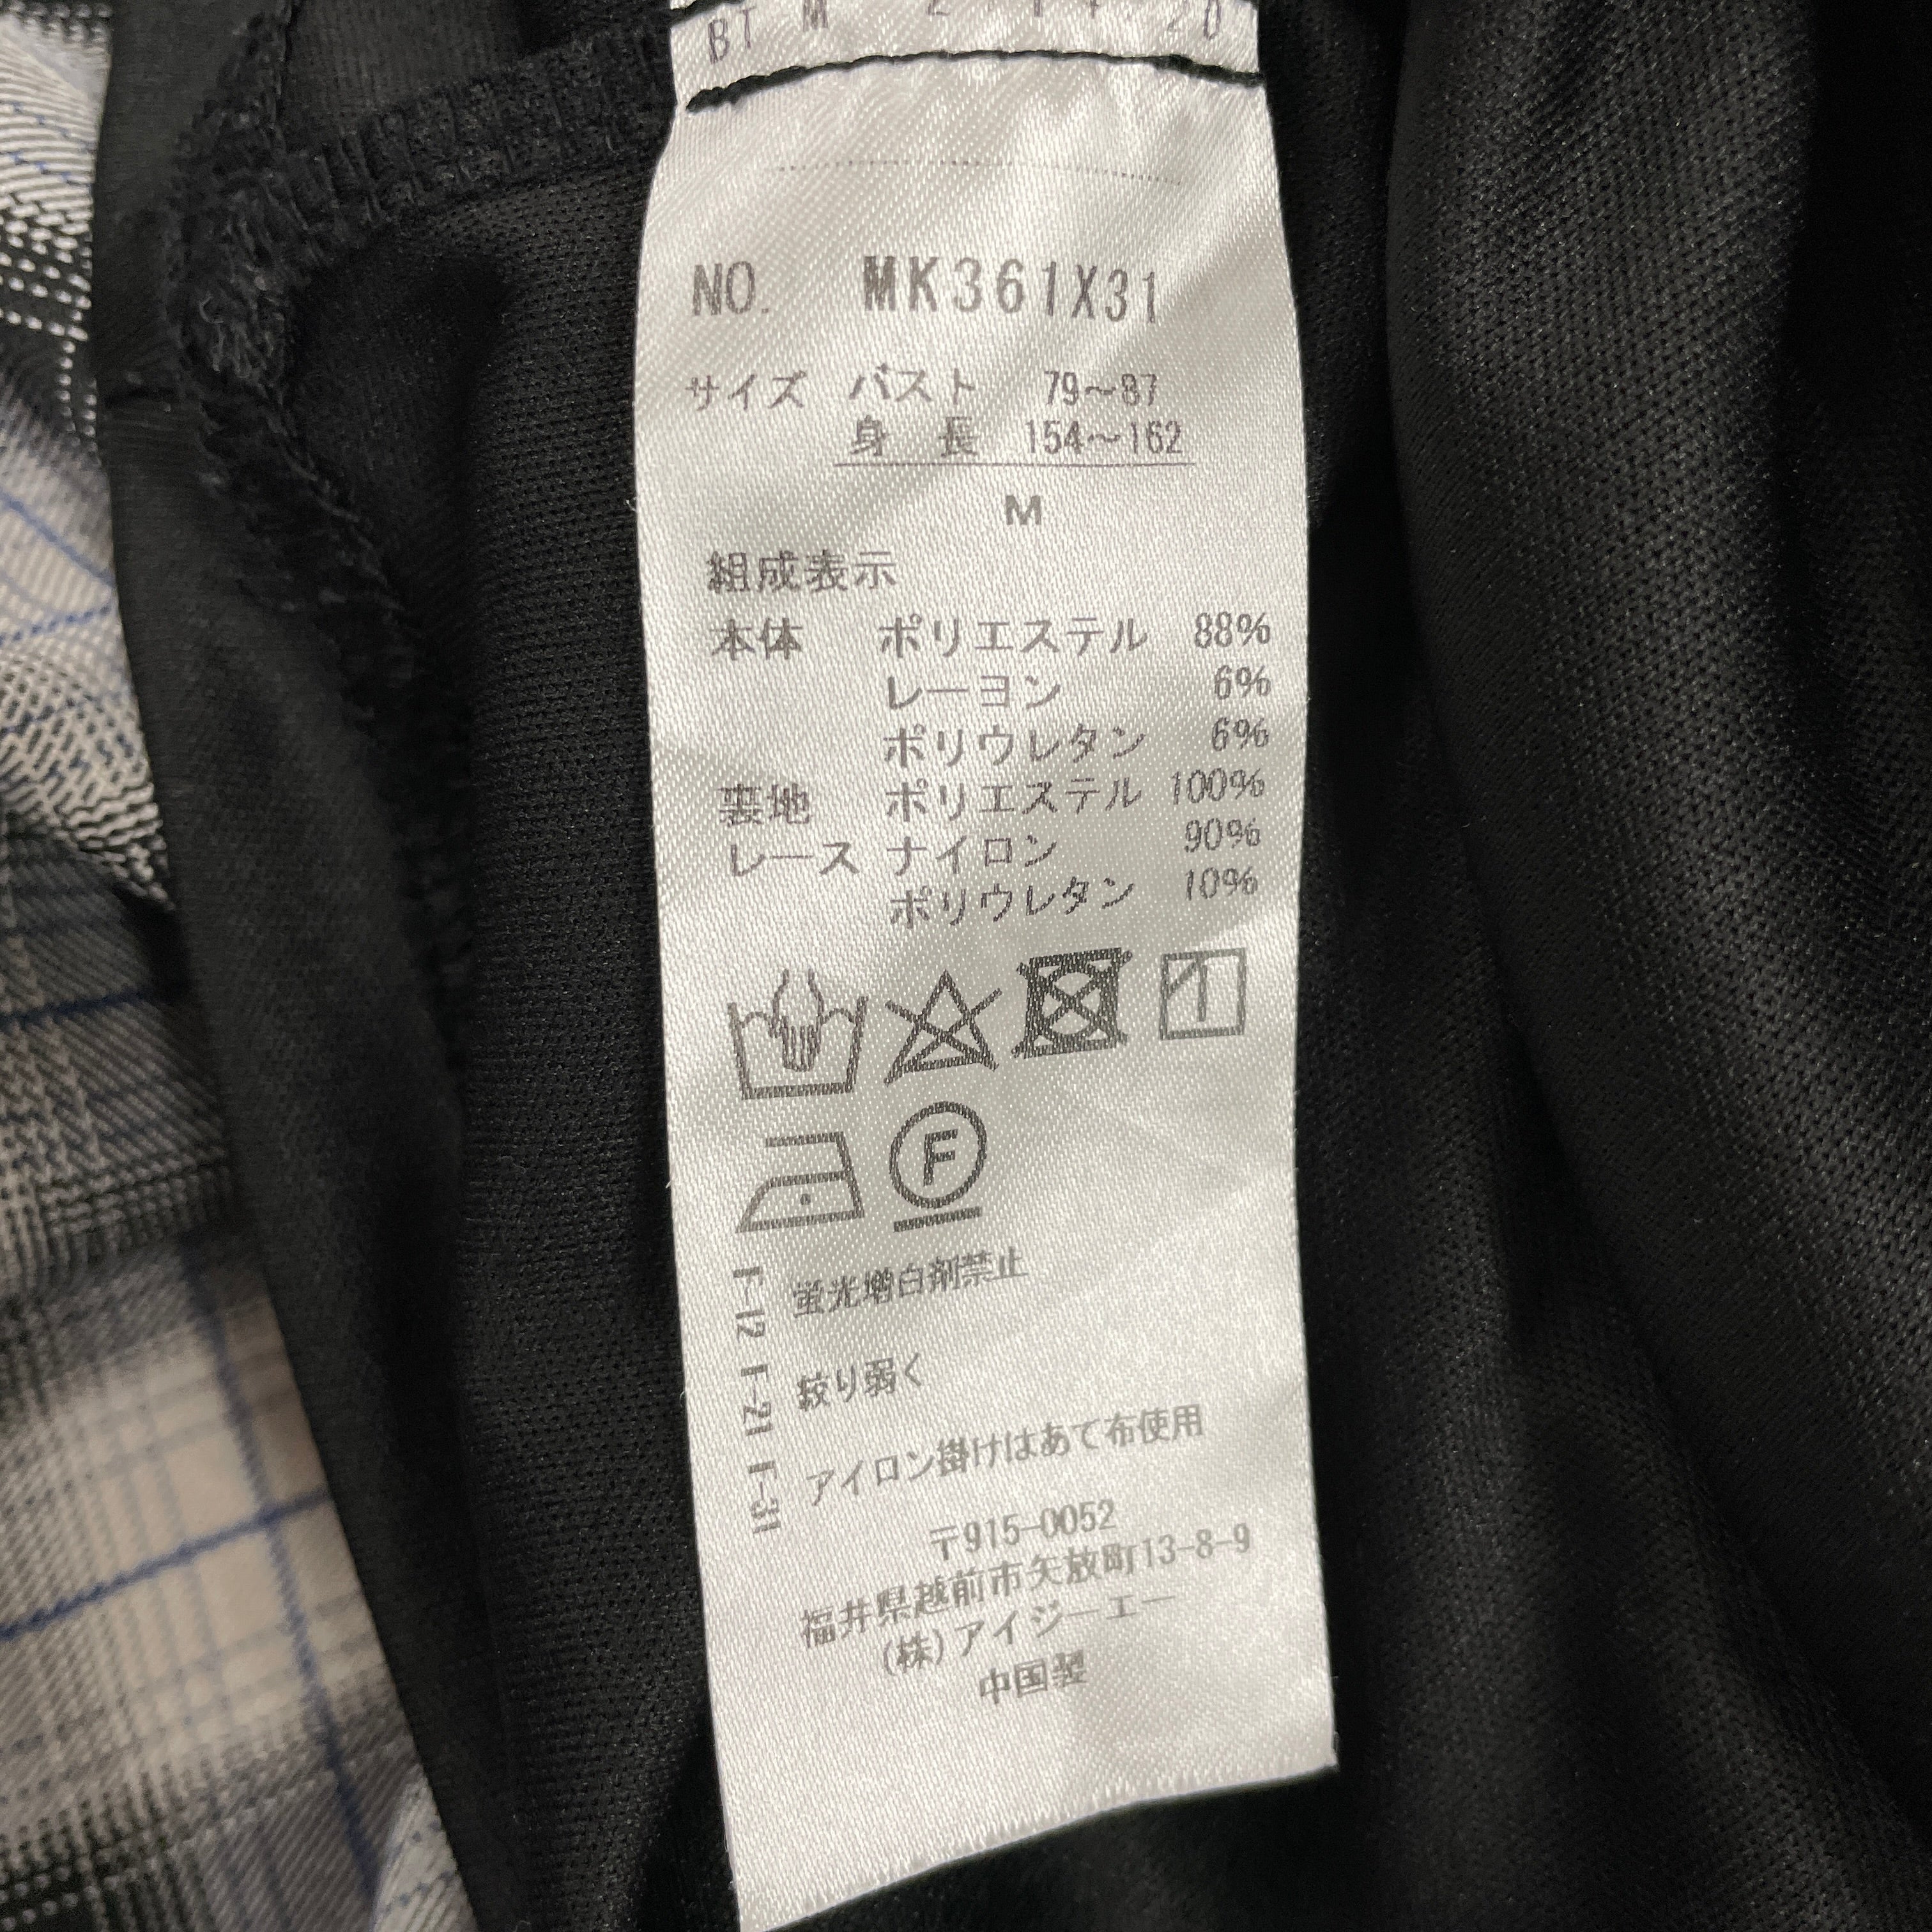 BT M
NO. MK361X31
サイズ バスト 79〜87
身 長 154〜162
M
組成表示
本体 ポリエステル 88%
レーヨン 6%
ポリウレタン 6%
裏地 ポリエステル 100%
レース ナイロン 90%
ポリウレタン 10%
F
F-12 蛍光増白剤禁止
F-21 絞り弱く
F-31 アイロン掛けはあて布使用
〒915-0052
福井県越前市矢放町13-8-9
(株)アイジーエー
中国製